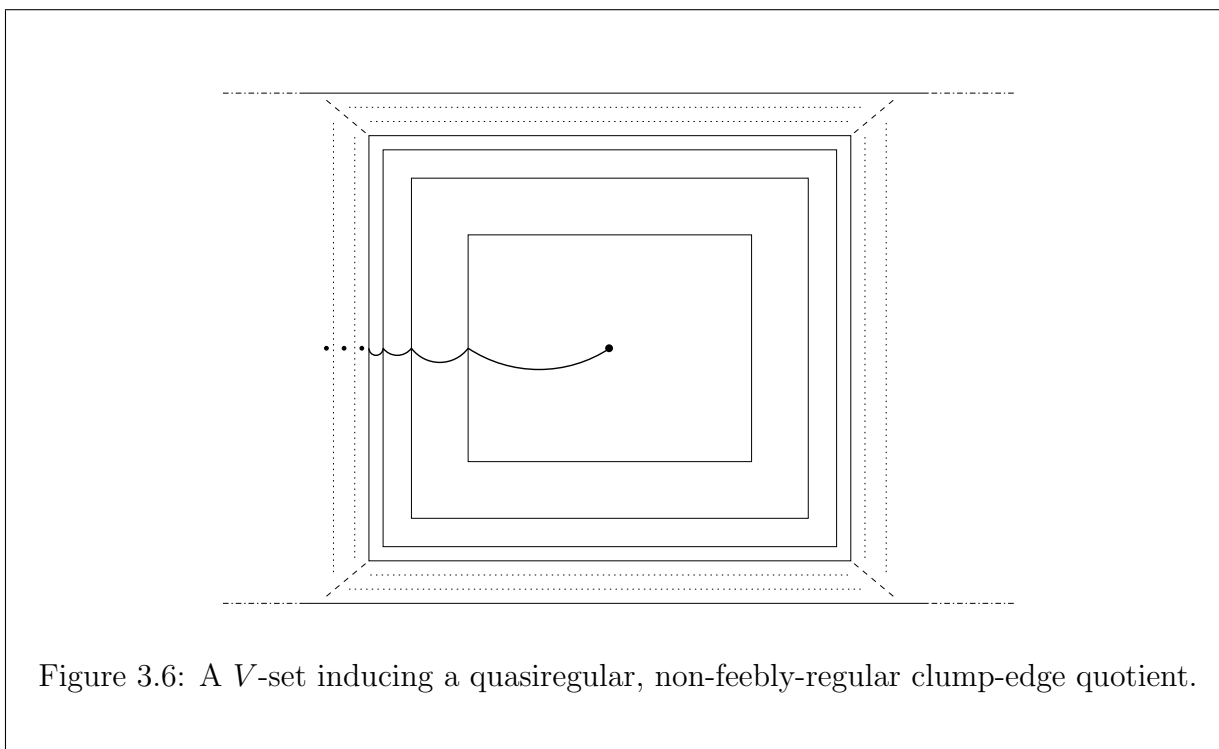 Figure 3.6: A V-set inducing a quasiregular, non-feebly-regular clump-edge quotient.